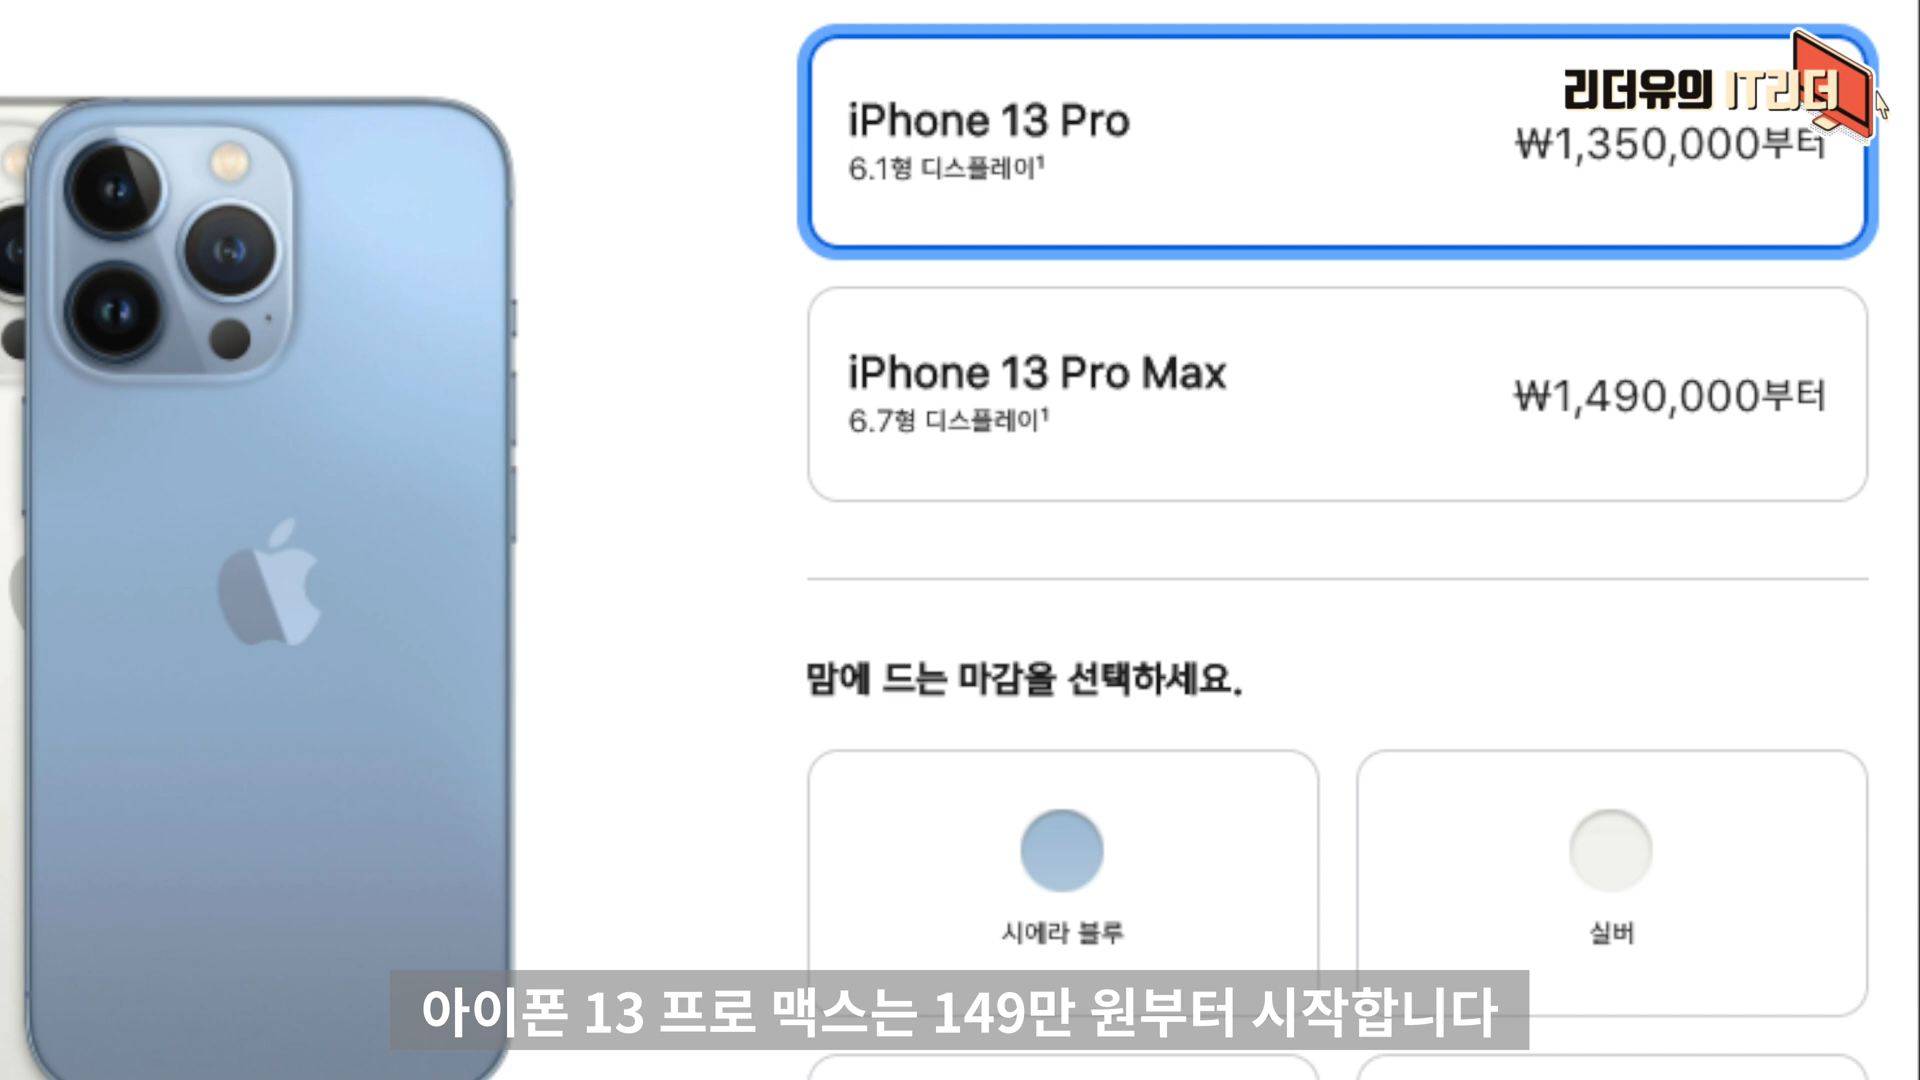 리더유의 IT리더
iPhone 13 Pro
6.1형 디스플레이¹
₩1,350,000부터
iPhone 13 Pro Max
6.7형 디스플레이¹
₩1,490,000부터
맘에 드는 마감을 선택하세요.
시에라 블루
실버
아이폰 13 프로 맥스는 149만 원부터 시작합니다